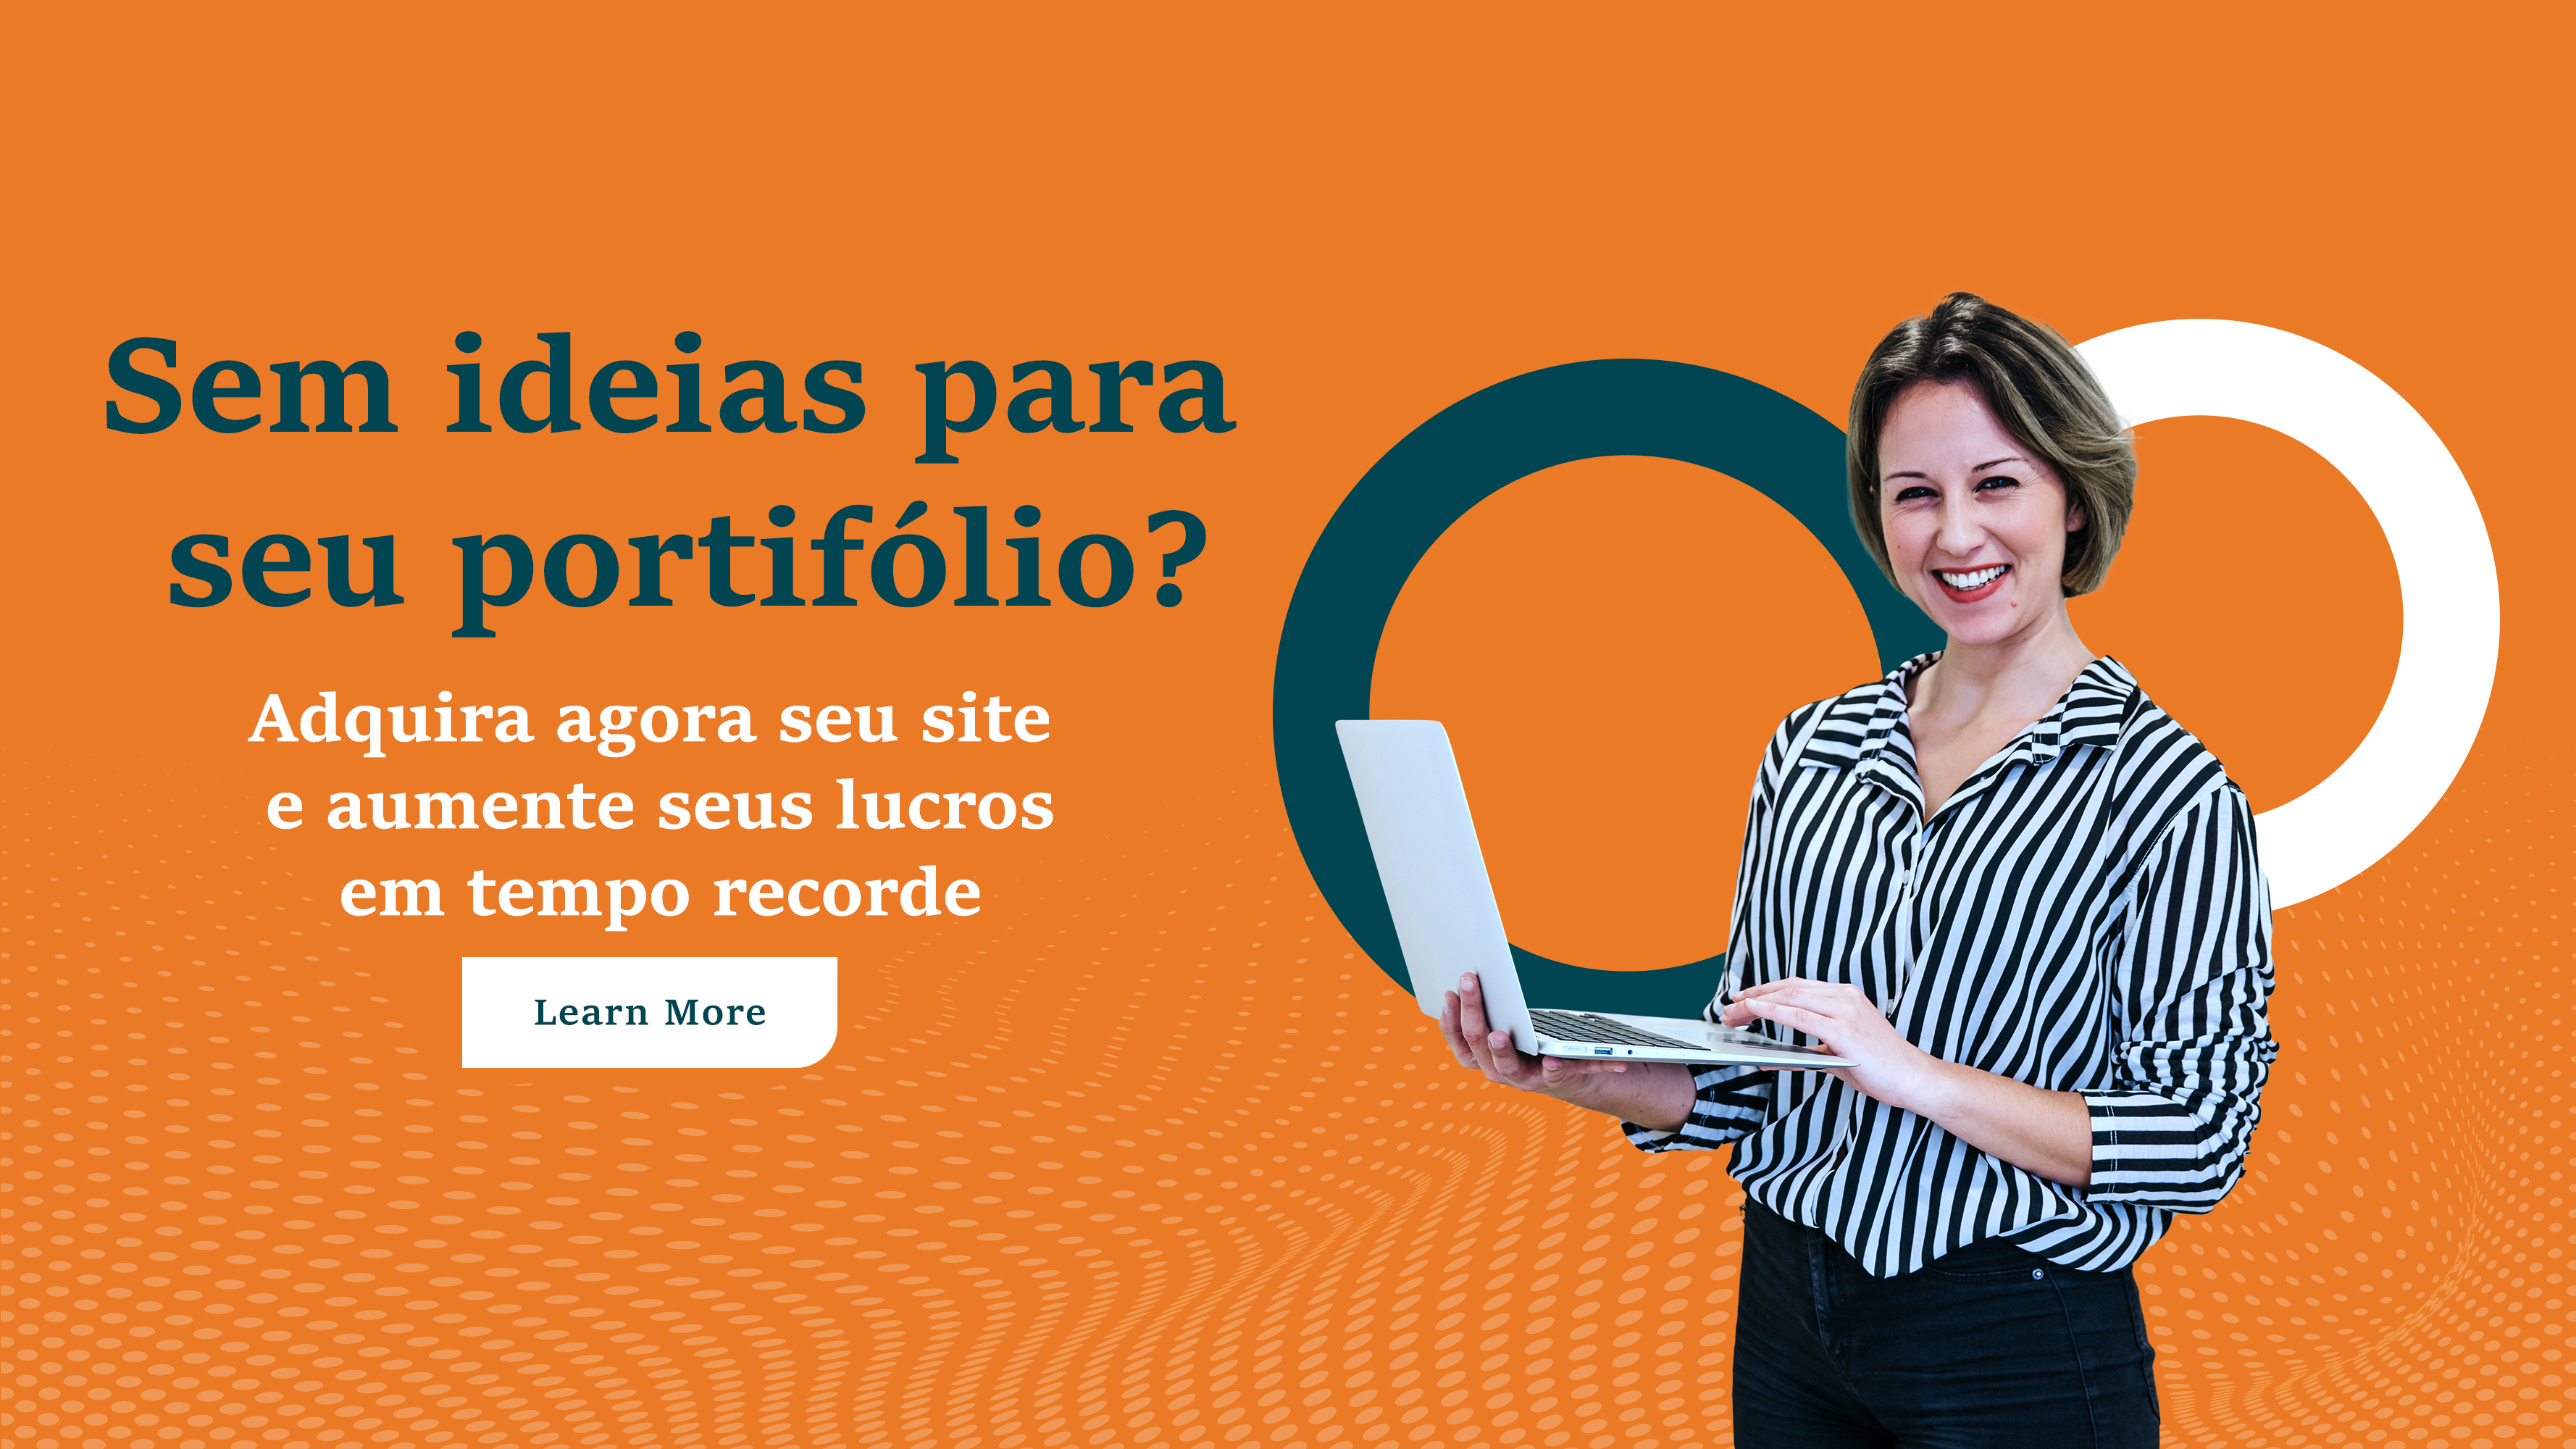 Sem ideias para
seu portifólio?
Adquira agora seu site
e aumente seus lucros
em tempo recorde
Learn More